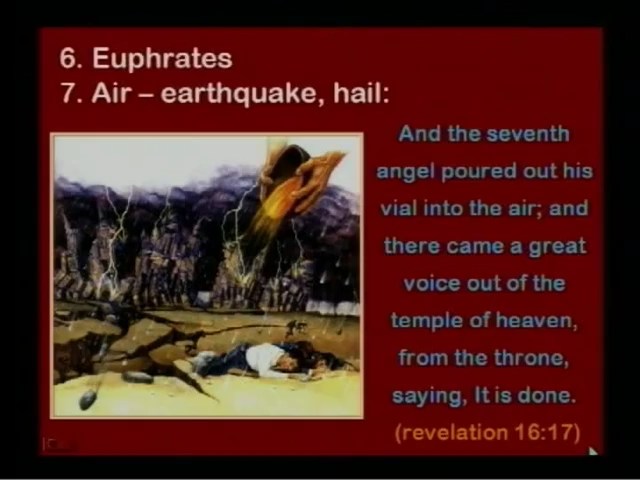 6. Euphrates
7. Air – earthquake, hail:
And the seventh
angel poured out his
vial into the air; and
there came a great
voice out of the
temple of heaven,
from the throne,
saying, It is done.
(revelation 16:17)